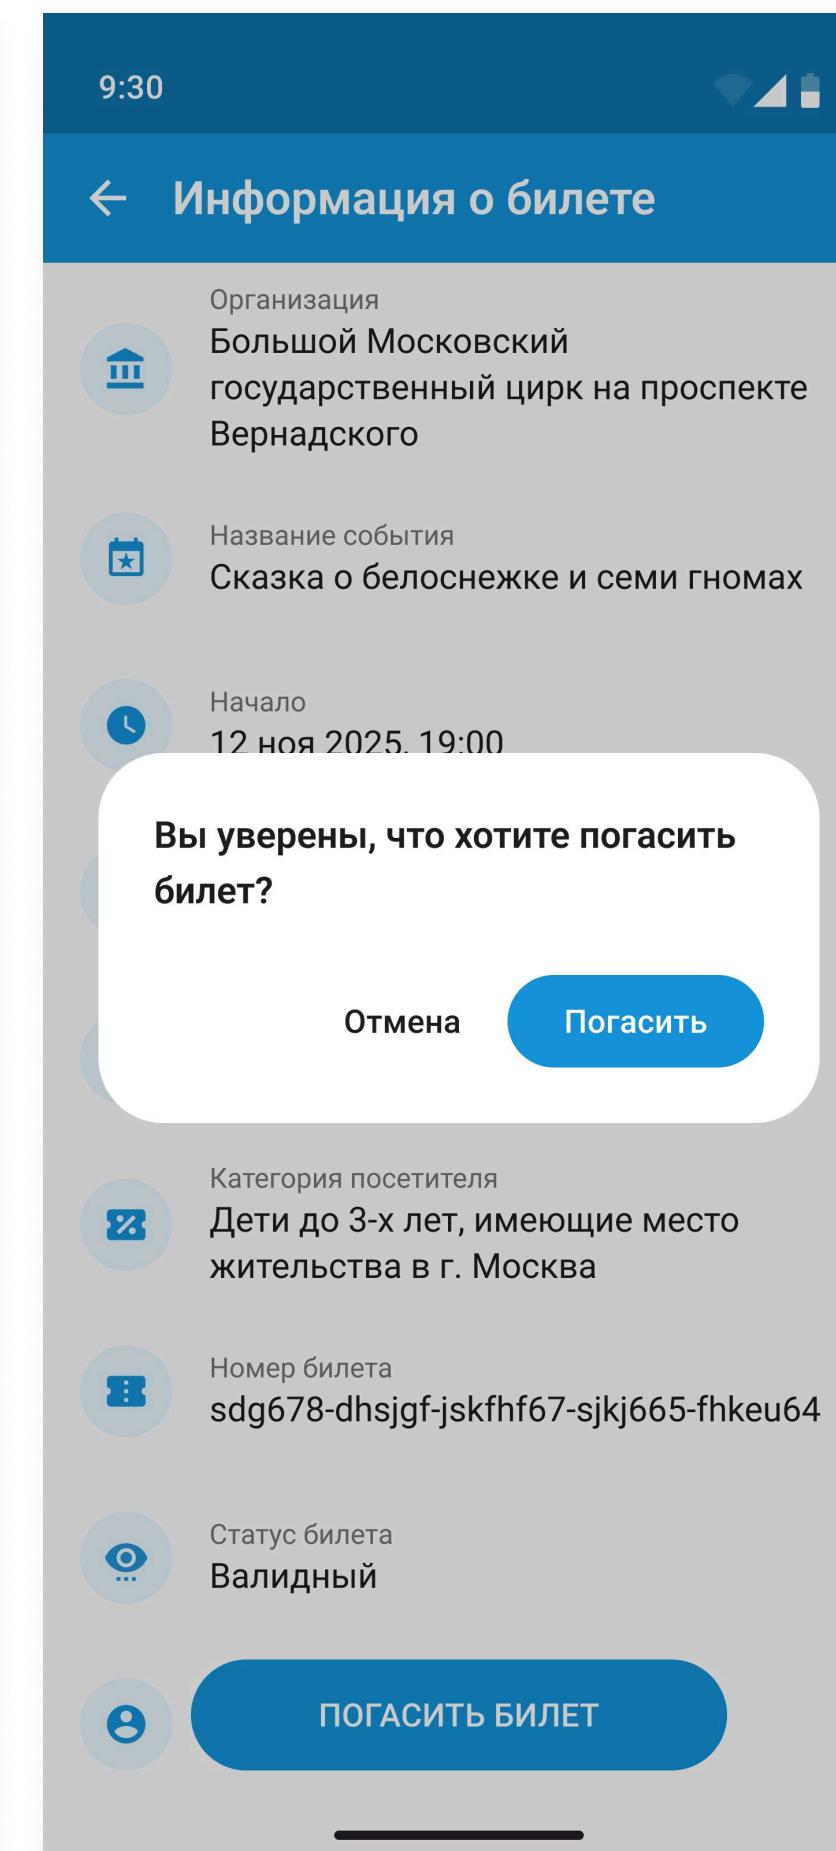 9:30
Информация о билете
Организация
Большой Московский
государственный цирк на проспекте
Вернадского
Название события
Сказка о белоснежке и семи гномах
Начало
12 ноя 2025, 19:00
Вы уверены, что хотите погасить
билет?
Отмена
Погасить
Категория посетителя
Дети до 3-х лет, имеющие место
жительства в г. Москва
Номер билета
sdg678-dhsjgf-jskfhf67-sjkj665-fhkeu64
Статус билета
Валидный
ПОГАСИТЬ БИЛЕТ